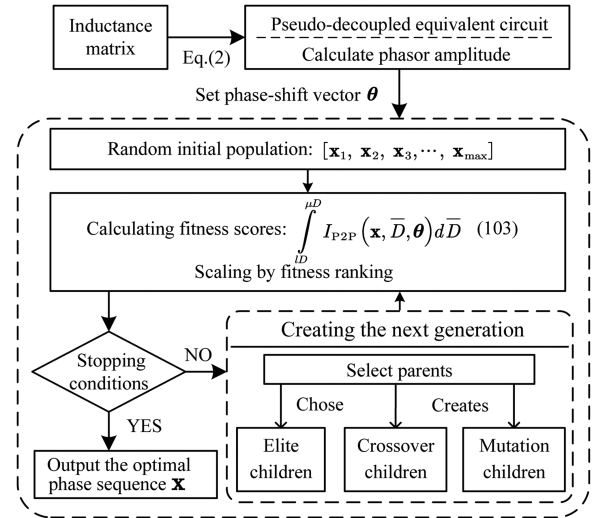 Inductance
matrix
Eq.(2)
Pseudo-decoupled equivalent circuit
Calculate phasor amplitude
Set phase-shift vector θ
Random initial population: [x₁, x₂, x₃,⋯, x_max]
Calculating fitness scores: ∫_{lD}^{μD} I_P2P(x, D̅, θ)dD̅ (103)
Scaling by fitness ranking
Stopping
conditions
NO
YES
Output the optimal
phase sequence x
Creating the next generation
Select parents
Chose
Creates
Elite
children
Crossover
children
Mutation
children